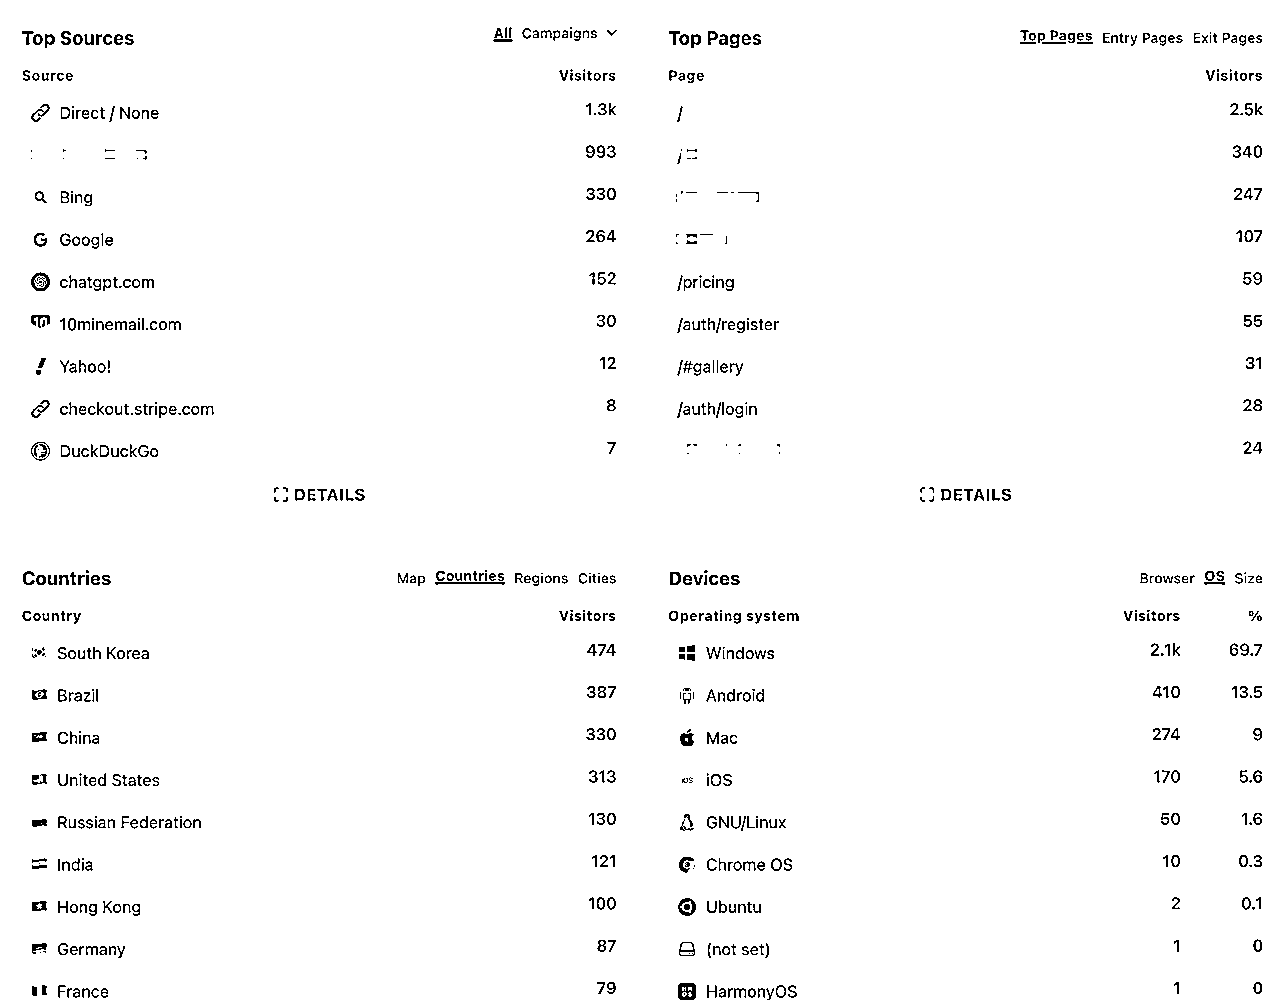 Top Sources
All Campaigns
Source Visitors
Direct / None 1.3k
993
Bing 330
Google 264
chatgpt.com 152
10minemail.com 30
Yahoo! 12
checkout.stripe.com 8
DuckDuckGo 7
DETAILS
Top Pages
Top Pages Entry Pages Exit Pages
Page Visitors
/ 2.5k
/ 340
247
107
/pricing 59
/auth/register 55
/#gallery 31
/auth/login 28
24
DETAILS
Countries
Map Countries Regions Cities
Country Visitors
South Korea 474
Brazil 387
China 330
United States 313
Russian Federation 130
India 121
Hong Kong 100
Germany 87
France 79
Devices
Browser OS Size
Operating system Visitors %
Windows 2.1k 69.7
Android 410 13.5
Mac 274 9
iOS iOS 170 5.6
GNU/Linux 50 1.6
Chrome OS 10 0.3
Ubuntu 2 0.1
(not set) 1 0
HarmonyOS 1 0